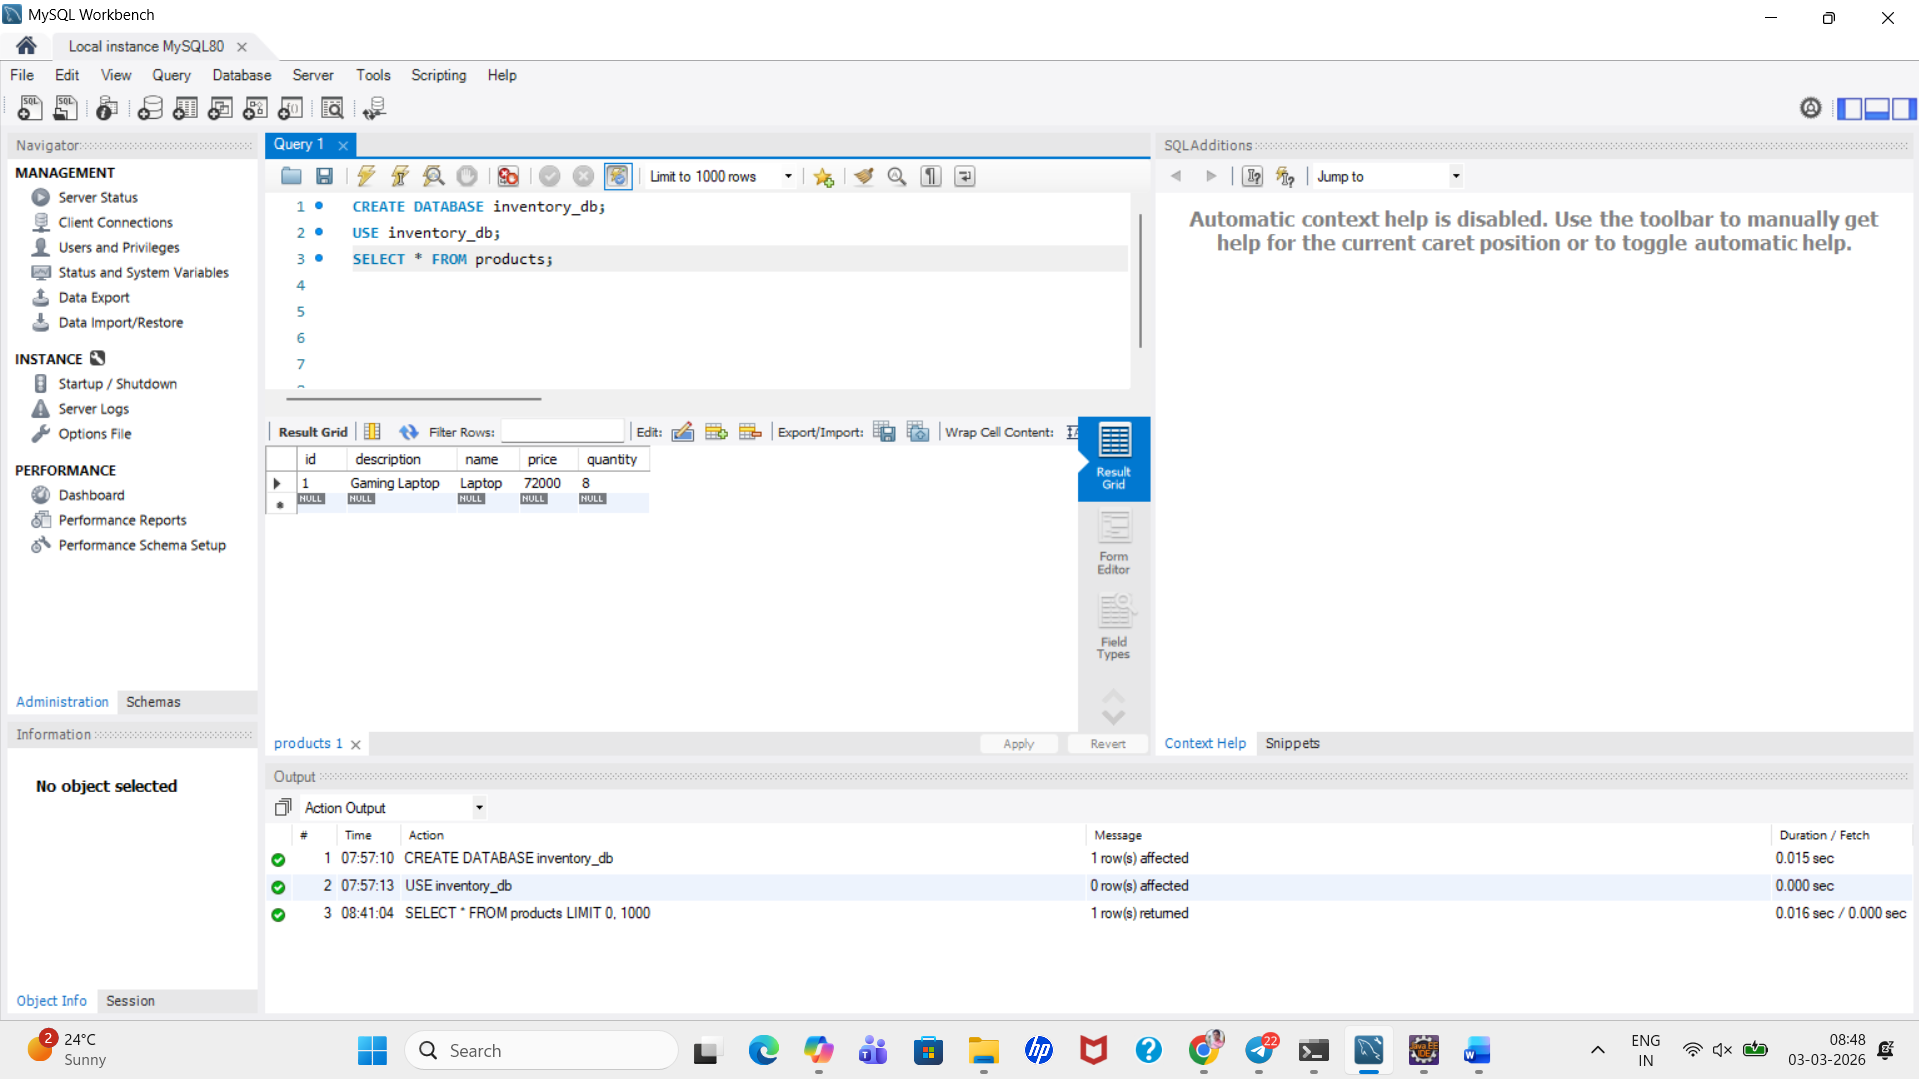 MySQL Workbench
Local instance MySQL80
File Edit View Query Database Server Tools Scripting Help
Navigator
MANAGEMENT
Server Status
Client Connections
Users and Privileges
Status and System Variables
Data Export
Data Import/Restore
INSTANCE
Startup / Shutdown
Server Logs
Options File
PERFORMANCE
Dashboard
Performance Reports
Performance Schema Setup
Administration Schemas
Information
No object selected
Object Info Session
Query 1
Limit to 1000 rows
1 CREATE DATABASE inventory_db;
2 USE inventory_db;
3 SELECT * FROM products;
4
5
6
7
Result Grid Filter Rows: Edit: Export/Import: Wrap Cell Content:
id description name price quantity
1 Gaming Laptop Laptop 72000 8
NULL NULL NULL NULL NULL
Result Grid
Form Editor
Field Types
products 1 Apply Revert
SQLAdditions
Jump to
Automatic context help is disabled. Use the toolbar to manually get
help for the current caret position or to toggle automatic help.
Context Help Snippets
Output
Action Output
# Time Action Message Duration / Fetch
1 07:57:10 CREATE DATABASE inventory_db 1 row(s) affected 0.015 sec
2 07:57:13 USE inventory_db 0 row(s) affected 0.000 sec
3 08:41:04 SELECT * FROM products LIMIT 0, 1000 1 row(s) returned 0.016 sec / 0.000 sec
2
24°C
Sunny
Search
22
ENG
IN
08:48
03-03-2026